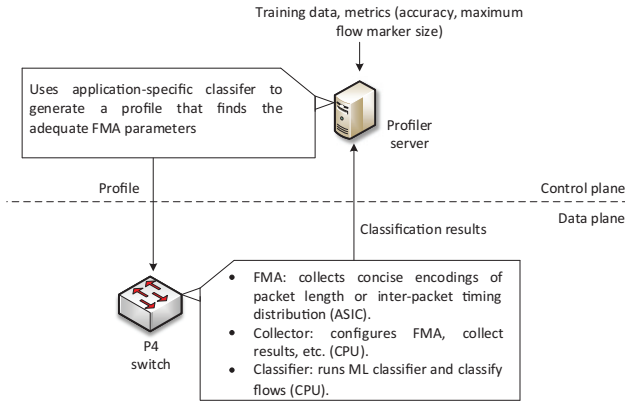 Training data, metrics (accuracy, maximum
flow marker size)
Uses application-specific classifer to
generate a profile that finds the
adequate FMA parameters
Profiler
server
Profile
Control plane
Data plane
Classification results
• FMA: collects concise encodings of
packet length or inter-packet timing
distribution (ASIC).
• Collector: configures FMA, collect
results, etc. (CPU).
• Classifier: runs ML classifier and classify
flows (CPU).
P4
switch